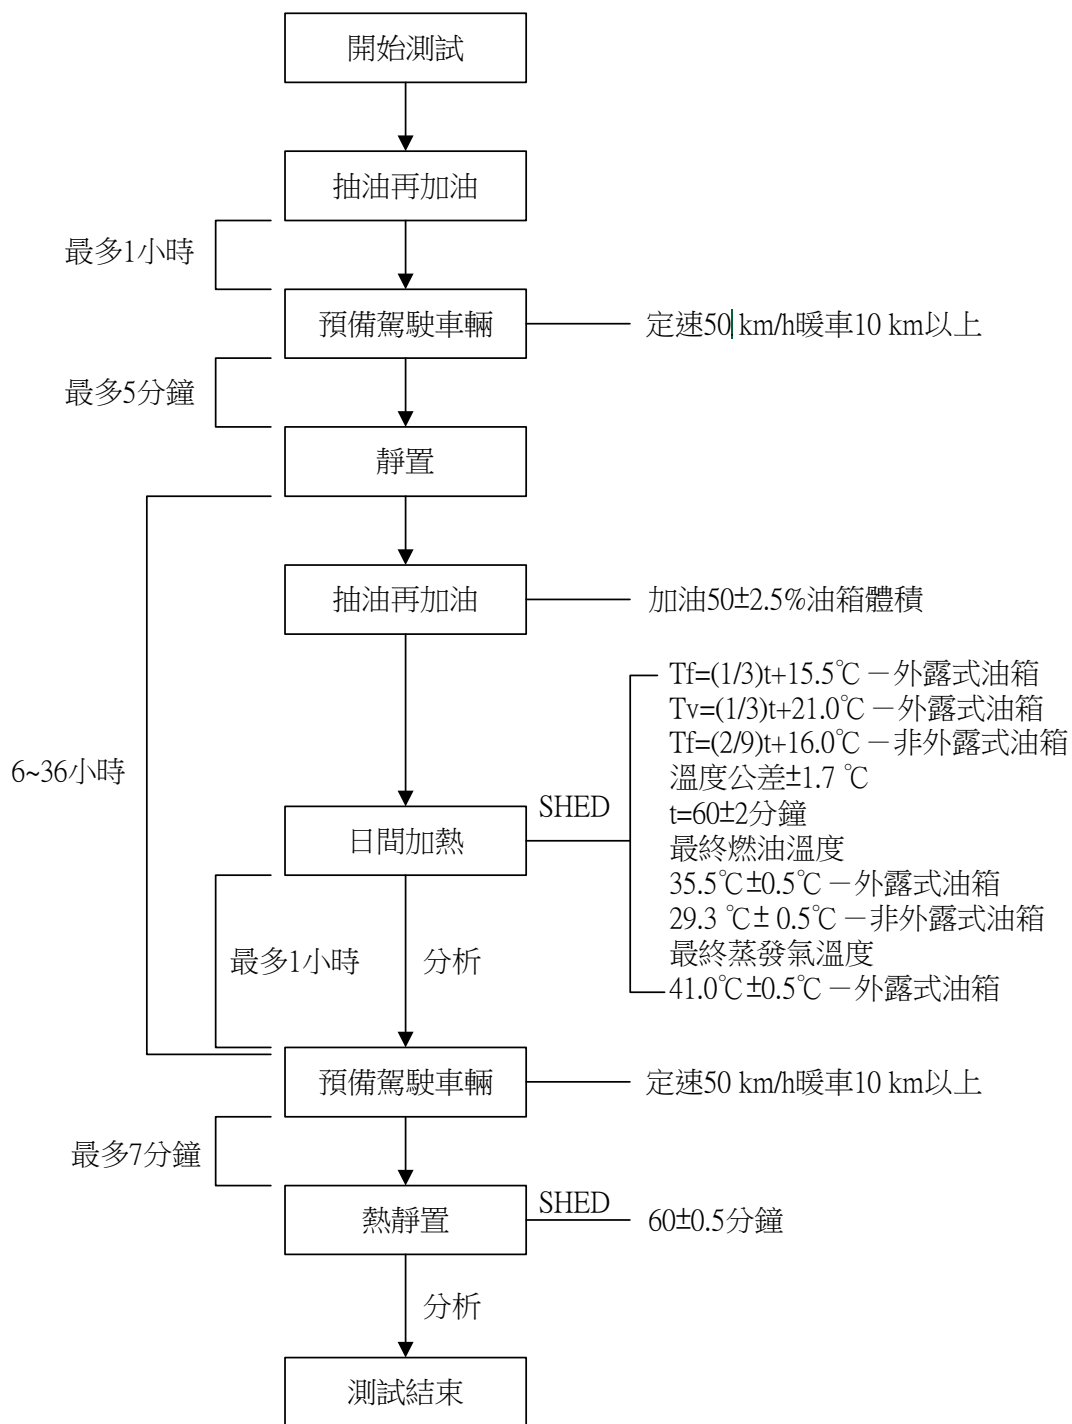 開始測試
抽油再加油
最多1小時
預備駕駛車輛
定速50 km/h暖車10 km以上
最多5分鐘
靜置
抽油再加油
加油50±2.5%油箱體積
Tf=(1/3)t+15.5℃－外露式油箱
Tv=(1/3)t+21.0℃－外露式油箱
Tf=(2/9)t+16.0℃－非外露式油箱
溫度公差±1.7 ℃
t=60±2分鐘
最終燃油溫度
35.5℃±0.5℃－外露式油箱
29.3 ℃± 0.5℃－非外露式油箱
最終蒸發氣溫度
41.0℃±0.5℃－外露式油箱
6~36小時
SHED
日間加熱
最多1小時
分析
預備駕駛車輛
定速50 km/h暖車10 km以上
最多7分鐘
熱靜置
SHED
60±0.5分鐘
分析
測試結束